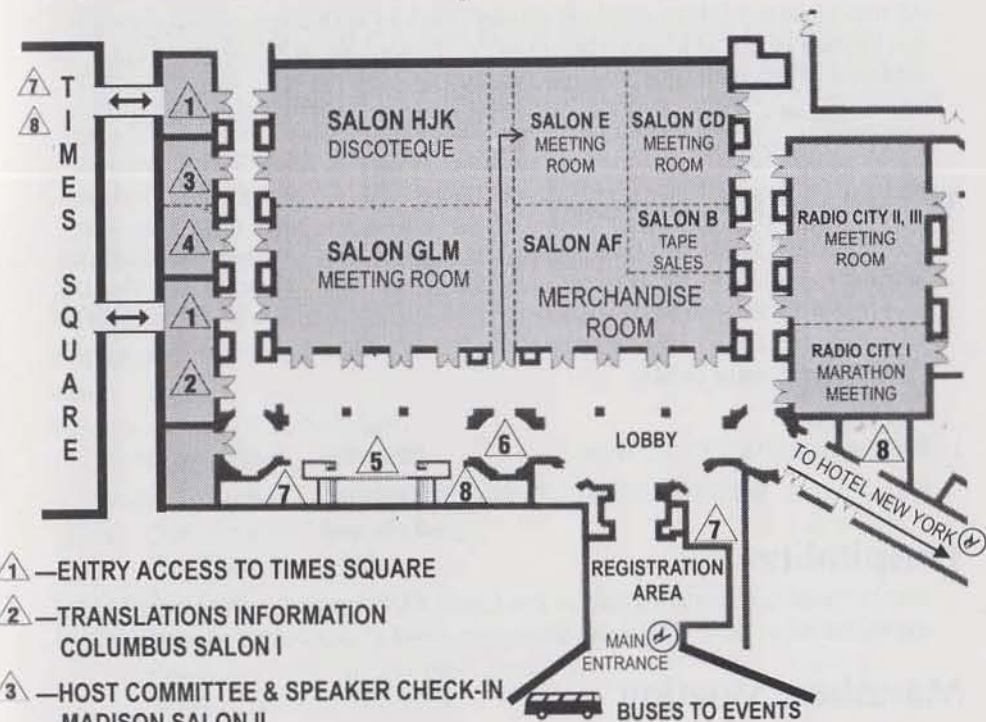 7
8
TIMES SQUARE
1
3
4
1
2
SALON HJK
DISCOTEQUE
SALON GLM
MEETING ROOM
SALON E
MEETING
ROOM
SALON CD
MEETING
ROOM
SALON AF
SALON B
TAPE
SALES
MERCHANDISE
ROOM
RADIO CITY II, III
MEETING
ROOM
RADIO CITY I
MARATHON
MEETING
5
6
LOBBY
7
8
7
8
TO HOTEL NEW YORK
REGISTRATION
AREA
MAIN
ENTRANCE
BUSES TO EVENTS
1 —ENTRY ACCESS TO TIMES SQUARE
2 —TRANSLATIONS INFORMATION
COLUMBUS SALON I
3 —HOST COMMITTEE & SPEAKER CHECK-IN
MADISON SALON II